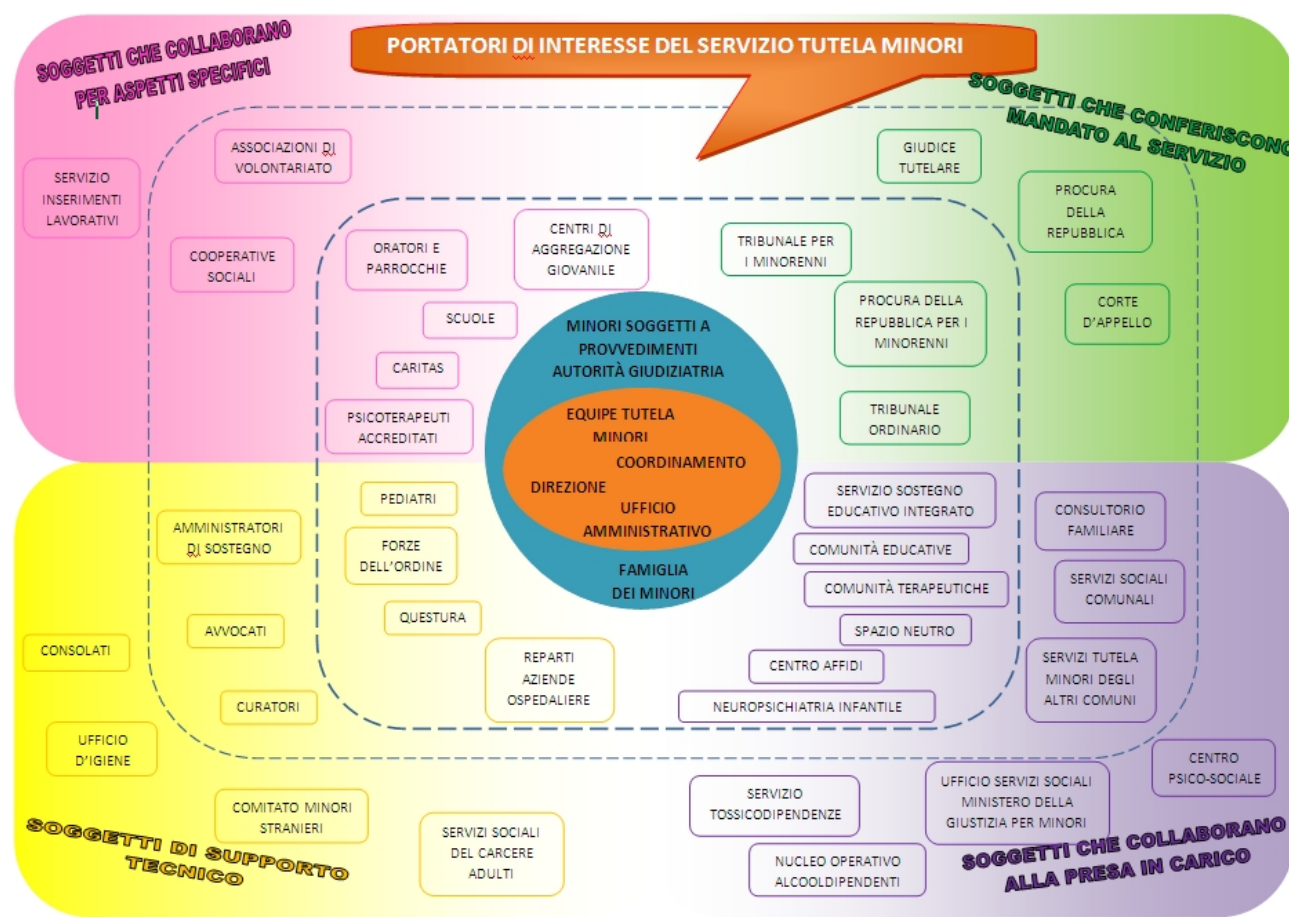 PORTATORI DI INTERESSE DEL SERVIZIO TUTELA MINORI
SOGGETTI CHE COLLABORANO
PER ASPETTI SPECIFICI
SOGGETTI CHE CONFERISCONO
MANDATO AL SERVIZIO
SERVIZIO
INSERIMENTI
LAVORATIVI
ASSOCIAZIONI DI
VOLONTARIATO
COOPERATIVE
SOCIALI
ORATORI E
PARROCCHIE
CENTRI DI
AGGREGAZIONE
GIOVANILE
SCUOLE
CARITAS
PSICOTERAPEUTI
ACCREDITATI
GIUDICE
TUTELARE
PROCURA
DELLA
REPUBBLICA
TRIBUNALE PER
I MINORENNI
PROCURA DELLA
REPUBBLICA PER I
MINORENNI
CORTE
D'APPELLO
TRIBUNALE
ORDINARIO
MINORI SOGGETTI A
PROVVEDIMENTI
AUTORITÀ GIUDIZIATRIA
EQUIPE TUTELA
MINORI
COORDINAMENTO
DIREZIONE
UFFICIO
AMMINISTRATIVO
FAMIGLIA
DEI MINORI
PEDIATRI
FORZE
DELL'ORDINE
QUESTURA
REPARTI
AZIENDE
OSPEDALIERE
AMMINISTRATORI
DI SOSTEGNO
AVVOCATI
CURATORI
CONSOLATI
UFFICIO
D'IGIENE
COMITATO MINORI
STRANIERI
SERVIZI SOCIALI
DEL CARCERE
ADULTI
SOGGETTI DI SUPPORTO
TECNICO
SERVIZIO SOSTEGNO
EDUCATIVO INTEGRATO
COMUNITÀ EDUCATIVE
COMUNITÀ TERAPEUTICHE
SPAZIO NEUTRO
CENTRO AFFIDI
NEUROPSICHIATRIA INFANTILE
CONSULTORIO
FAMILIARE
SERVIZI SOCIALI
COMUNALI
SERVIZI TUTELA
MINORI DEGLI
ALTRI COMUNI
CENTRO
PSICO-SOCIALE
SERVIZIO
TOSSICODIPENDENZE
UFFICIO SERVIZI SOCIALI
MINISTERO DELLA
GIUSTIZIA PER MINORI
NUCLEO OPERATIVO
ALCOOLDIPENDENTI
SOGGETTI CHE COLLABORANO
ALLA PRESA IN CARICO